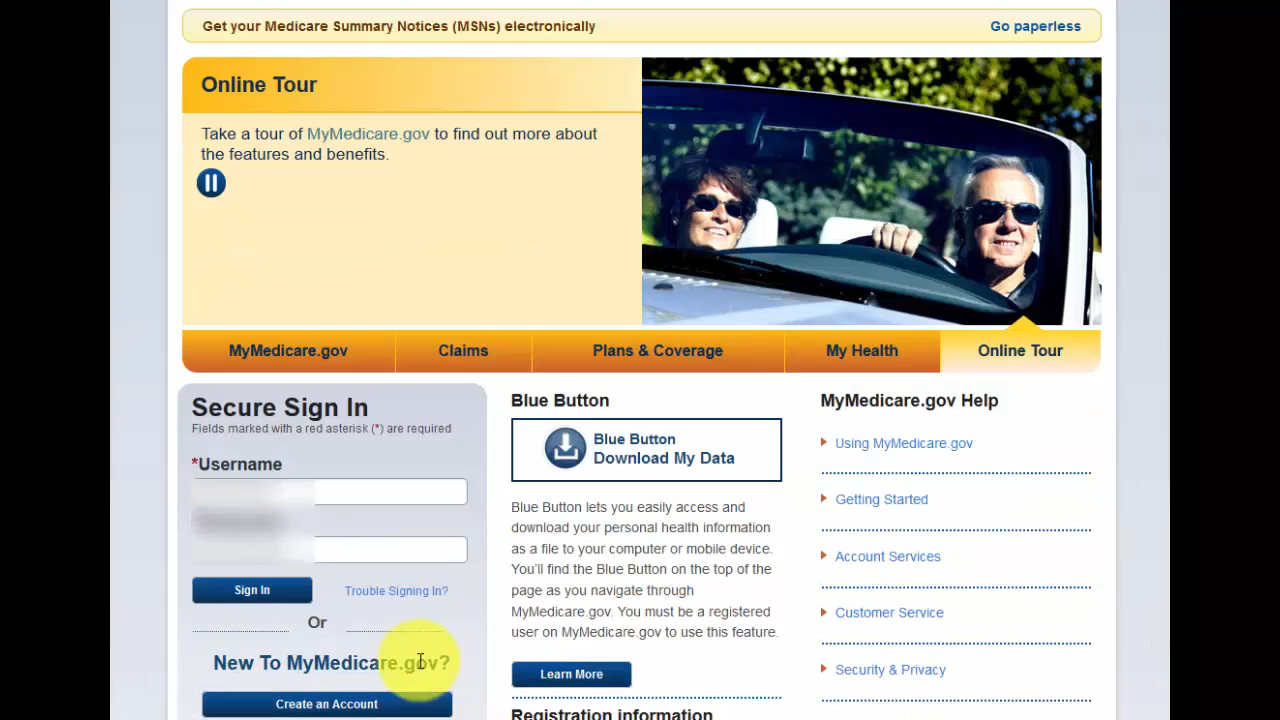 Get your Medicare Summary Notices (MSNs) electronically
Go paperless
Online Tour
Take a tour of MyMedicare.gov to find out more about
the features and benefits.
MyMedicare.gov
Claims
Plans & Coverage
My Health
Online Tour
Secure Sign In
Fields marked with a red asterisk (*) are required
*Username
Sign In
Trouble Signing In?
Or
New To MyMedicare.gov?
Create an Account
Blue Button
Blue Button
Download My Data
Blue Button lets you easily access and
download your personal health information
as a file to your computer or mobile device.
You'll find the Blue Button on the top of the
page as you navigate through
MyMedicare.gov. You must be a registered
user on MyMedicare.gov to use this feature.
Learn More
Registration information
MyMedicare.gov Help
Using MyMedicare.gov
Getting Started
Account Services
Customer Service
Security & Privacy